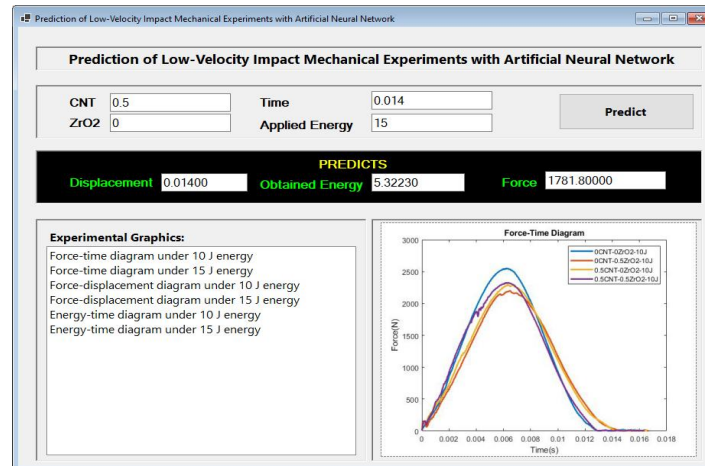 Prediction of Low-Velocity Impact Mechanical Experiments with Artificial Neural Network
Prediction of Low-Velocity Impact Mechanical Experiments with Artificial Neural Network
CNT 0.5 Time 0.014 Predict
ZrO2 0 Applied Energy 15
PREDICTS
Displacement 0.01400 Obtained Energy 5.32230 Force 1781.80000
Experimental Graphics:
Force-time diagram under 10 J energy
Force-time diagram under 15 J energy
Force-displacement diagram under 10 J energy
Force-displacement diagram under 15 J energy
Energy-time diagram under 10 J energy
Energy-time diagram under 15 J energy
Force-Time Diagram
0CNT-0ZrO2-10J
0CNT-0.5ZrO2-10J
0.5CNT-0ZrO2-10J
0.5CNT-0.5ZrO2-10J
3000
2500
2000
1500
1000
500
0
Force(N)
0 0.002 0.004 0.006 0.008 0.01 0.012 0.014 0.016 0.018
Time(s)